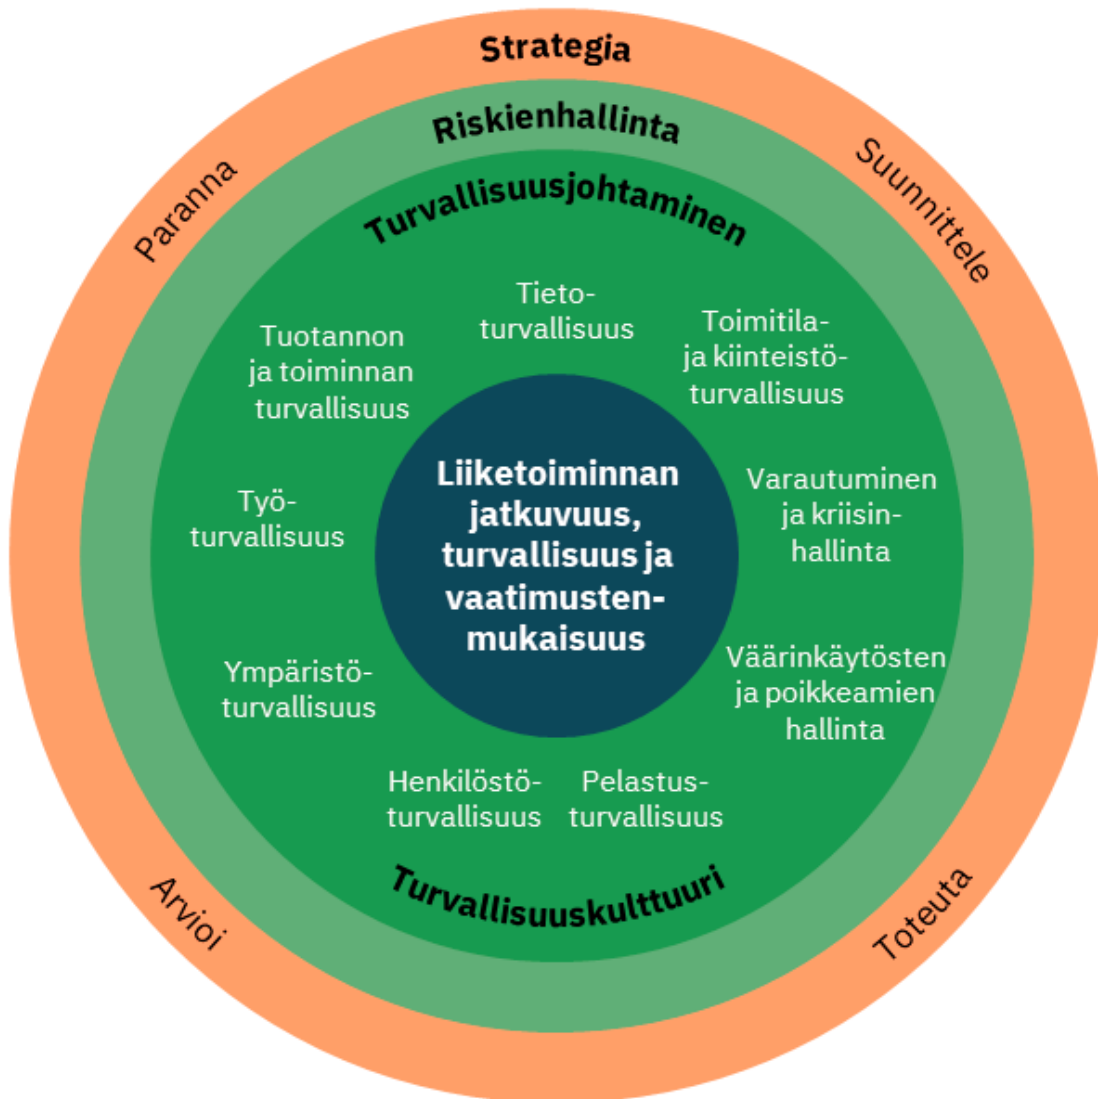 Strategia
Riskienhallinta
Turvallisuusjohtaminen
Paranna
Suunnittele
Tieto-
turvallisuus
Toimitila-
ja kiinteistö-
turvallisuus
Tuotannon
ja toiminnan
turvallisuus
Varautuminen
ja kriisin-
hallinta
Työ-
turvallisuus
Liiketoiminnan
jatkuvuus,
turvallisuus ja
vaatimusten-
mukaisuus
Väärinkäytösten
ja poikkeamien
hallinta
Ympäristö-
turvallisuus
Henkilöstö-
turvallisuus
Pelastus-
turvallisuus
Turvallisuuskulttuuri
Arvioi
Toteuta